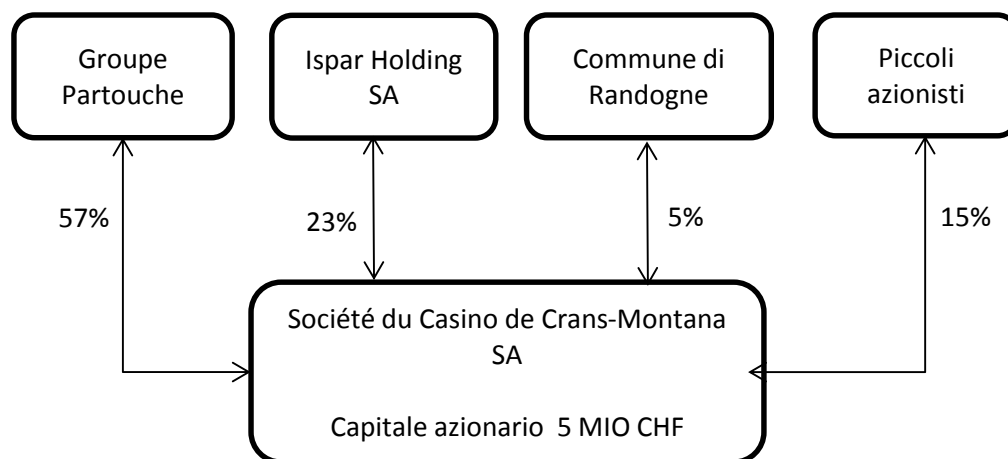 Groupe
Partouche
Ispar Holding
SA
Commune di
Randogne
Piccoli
azionisti
57%
23%
5%
15%
Société du Casino de Crans-Montana
SA
Capitale azionario 5 MIO CHF